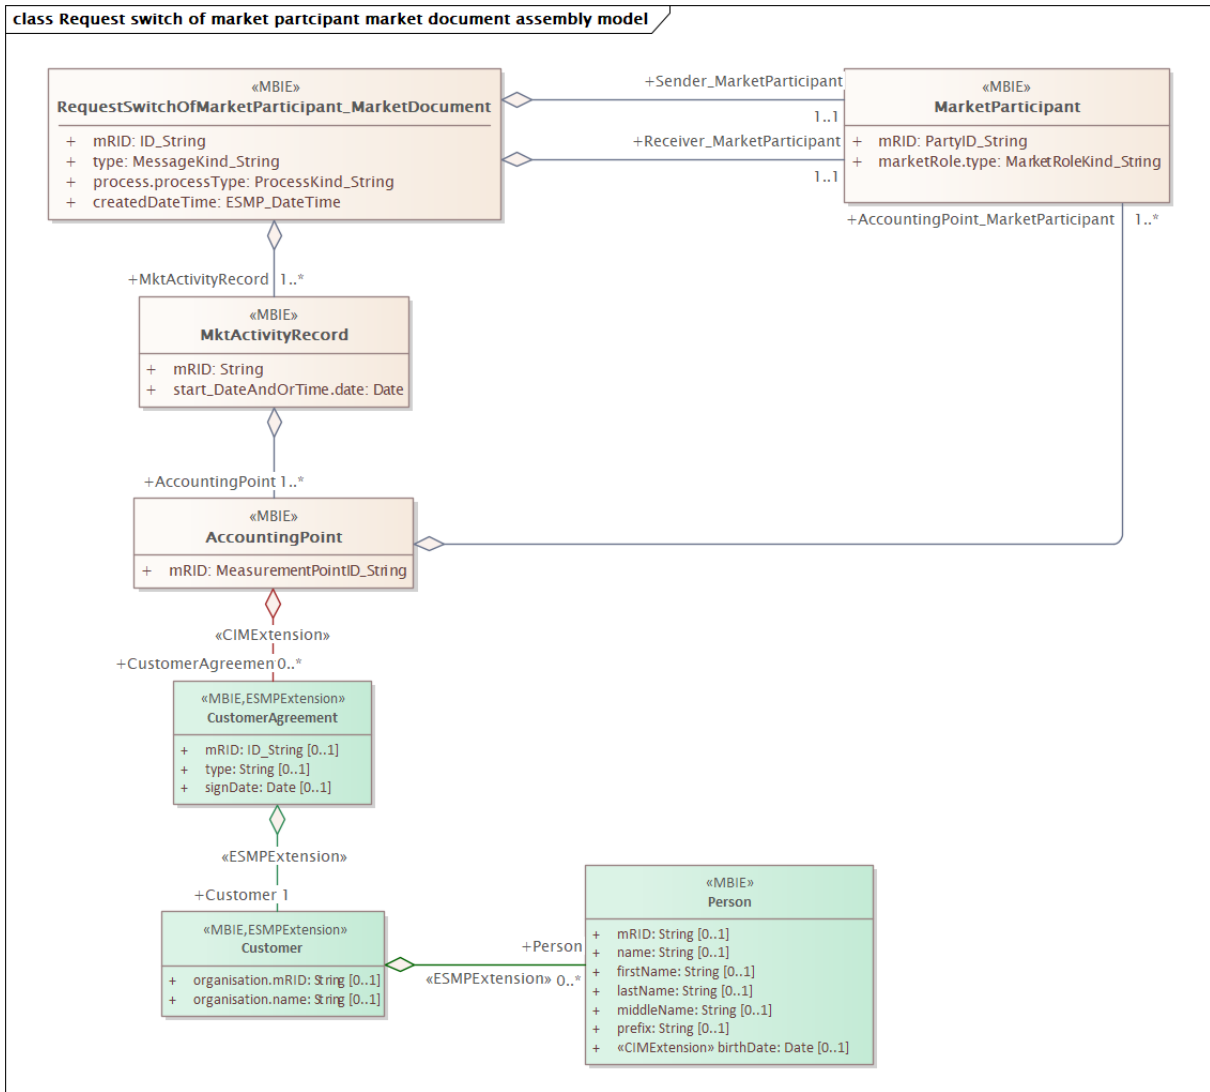 class Request switch of market partcipant market document assembly model
«MBIE»
RequestSwitchOfMarketParticipant_MarketDocument
+ mRID: ID_String
+ type: MessageKind_String
+ process.processType: ProcessKind_String
+ createdDateTime: ESMP_DateTime
+Sender_MarketParticipant
1..1
+Receiver_MarketParticipant
1..1
«MBIE»
MarketParticipant
+ mRID: PartyID_String
+ marketRole.type: MarketRoleKind_String
+AccountingPoint_MarketParticipant 1..*
+MktActivityRecord 1..*
«MBIE»
MktActivityRecord
+ mRID: String
+ start_DateAndOrTime.date: Date
+AccountingPoint 1..*
«MBIE»
AccountingPoint
+ mRID: MeasurementPointID_String
«CIMExtension»
+CustomerAgreemen 0..*
«MBIE,ESMPExtension»
CustomerAgreement
+ mRID: ID_String [0..1]
+ type: String [0..1]
+ signDate: Date [0..1]
«ESMPExtension»
+Customer 1
«MBIE,ESMPExtension»
Customer
+ organisation.mRID: String [0..1]
+ organisation.name: String [0..1]
+Person
«ESMPExtension» 0..*
«MBIE»
Person
+ mRID: String [0..1]
+ name: String [0..1]
+ firstName: String [0..1]
+ lastName: String [0..1]
+ middleName: String [0..1]
+ prefix: String [0..1]
+ «CIMExtension» birthDate: Date [0..1]